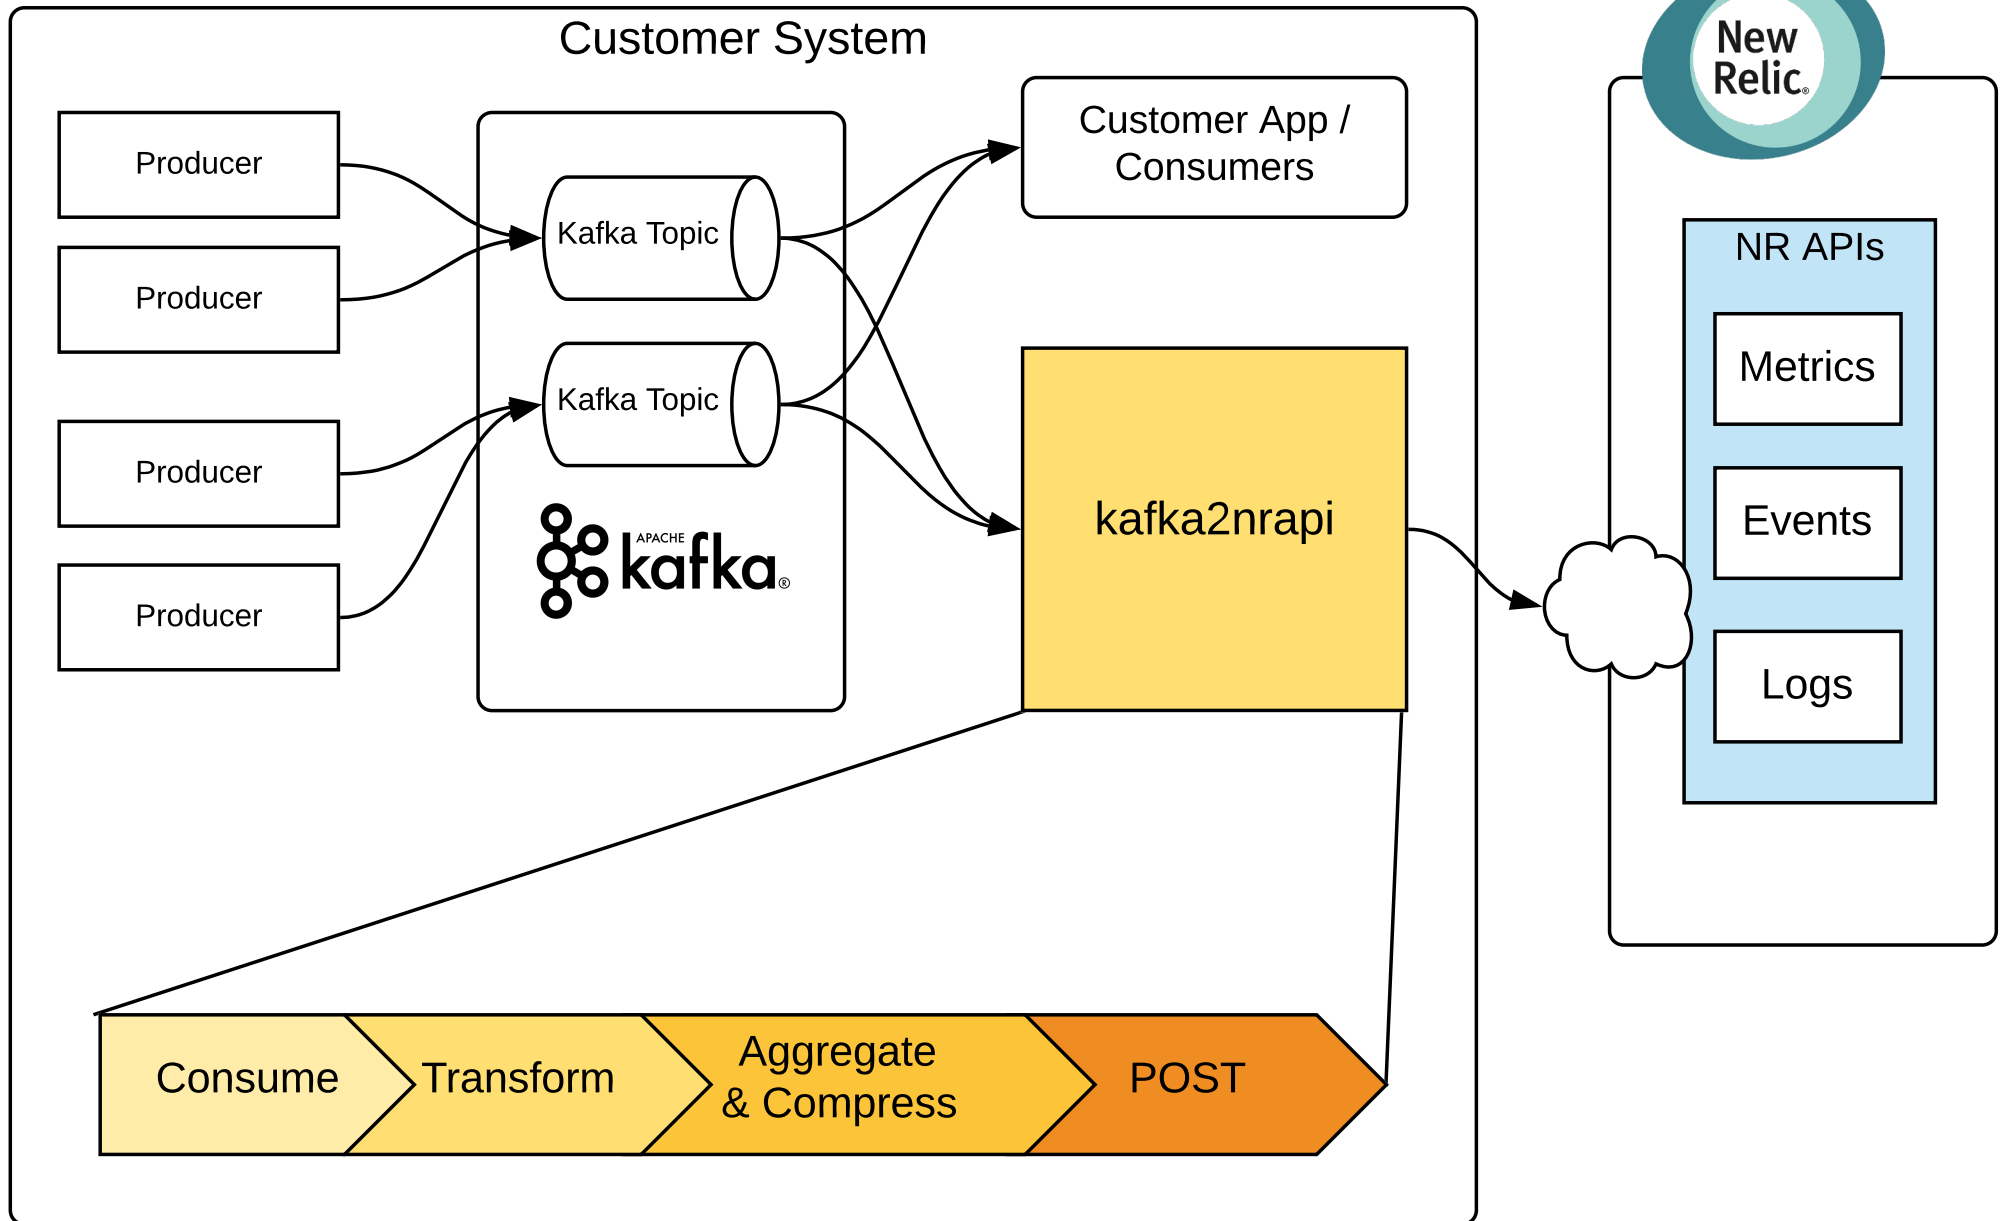 Customer System
Producer
Producer
Producer
Producer
Kafka Topic
Kafka Topic
APACHE
kafka®
Customer App /
Consumers
kafka2nrapi
New
Relic®
NR APIs
Metrics
Events
Logs
Consume
Transform
Aggregate
& Compress
POST